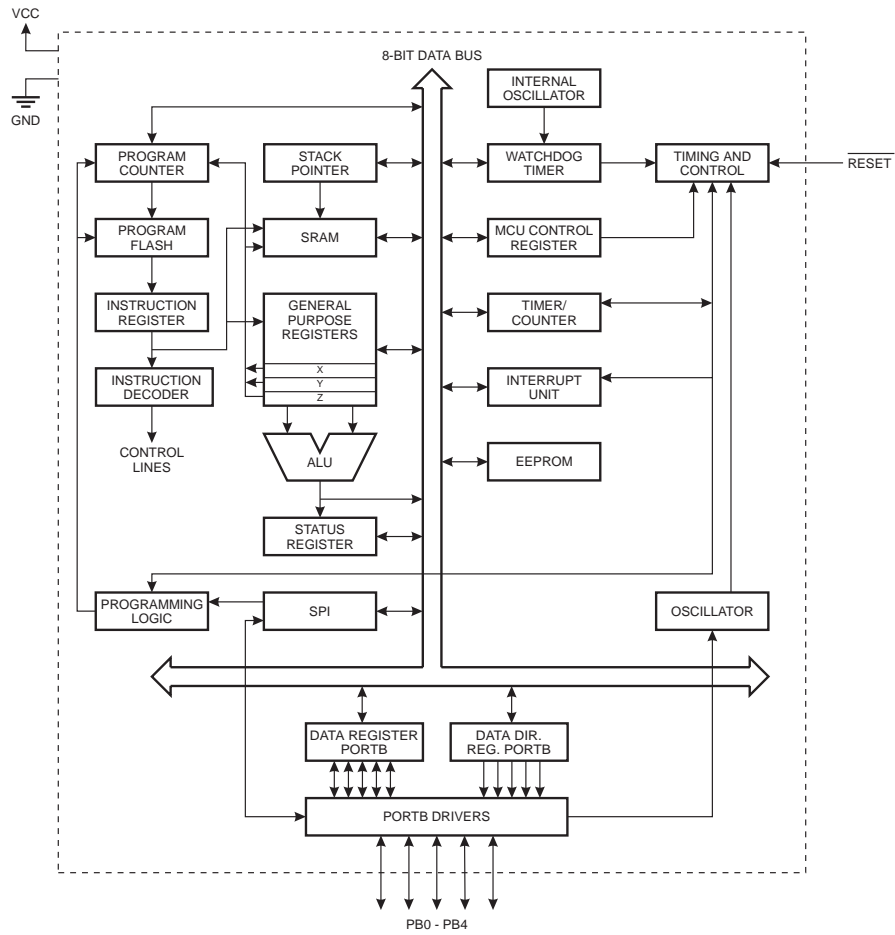 VCC
GND
8-BIT DATA BUS
INTERNAL
OSCILLATOR
PROGRAM
COUNTER
STACK
POINTER
WATCHDOG
TIMER
TIMING AND
CONTROL
RESET
PROGRAM
FLASH
SRAM
MCU CONTROL
REGISTER
INSTRUCTION
REGISTER
GENERAL
PURPOSE
REGISTERS
X
Y
Z
TIMER/
COUNTER
INSTRUCTION
DECODER
INTERRUPT
UNIT
CONTROL
LINES
ALU
EEPROM
STATUS
REGISTER
PROGRAMMING
LOGIC
SPI
OSCILLATOR
DATA REGISTER
PORTB
DATA DIR.
REG. PORTB
PORTB DRIVERS
PB0 - PB4